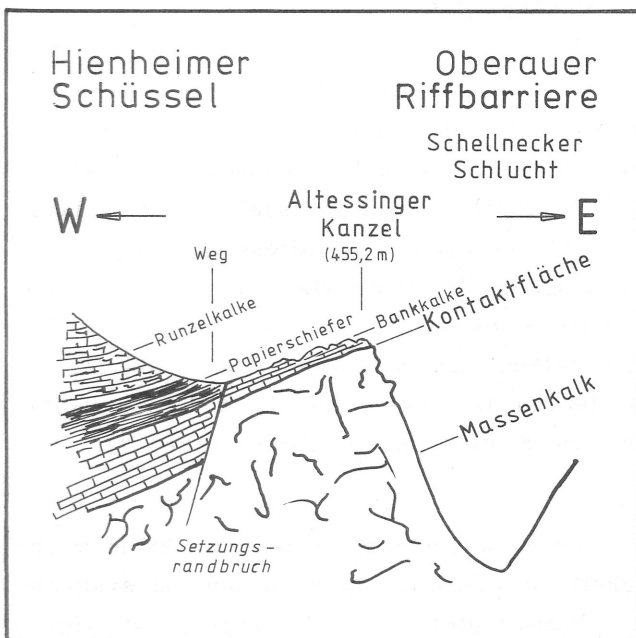 Hienheimer
Schüssel
Oberauer
Riffbarriere
Schellnecker
Schlucht
W
E
Altessinger
Kanzel
(455,2 m)
Weg
Runzelkalke
Papierschiefer
Bankkalke
Kontaktfläche
Massenkalk
Setzungs-
randbruch